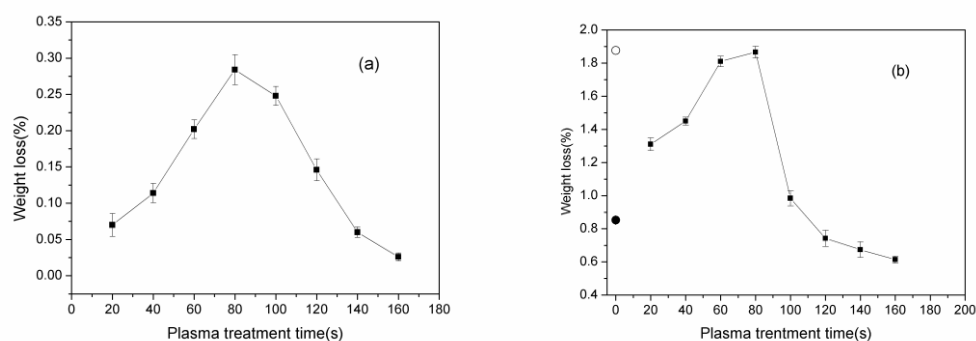 0.35
0.30
0.25
0.20
0.15
0.10
0.05
0.00
Weight loss(%)
(a)
0 20 40 60 80 100 120 140 160 180
Plasma treatment time(s)
2.0
1.8
1.6
1.4
1.2
1.0
0.8
0.6
0.4
Weight loss(%)
(b)
0 20 40 60 80 100 120 140 160 180 200
Plasma trentment time(s)